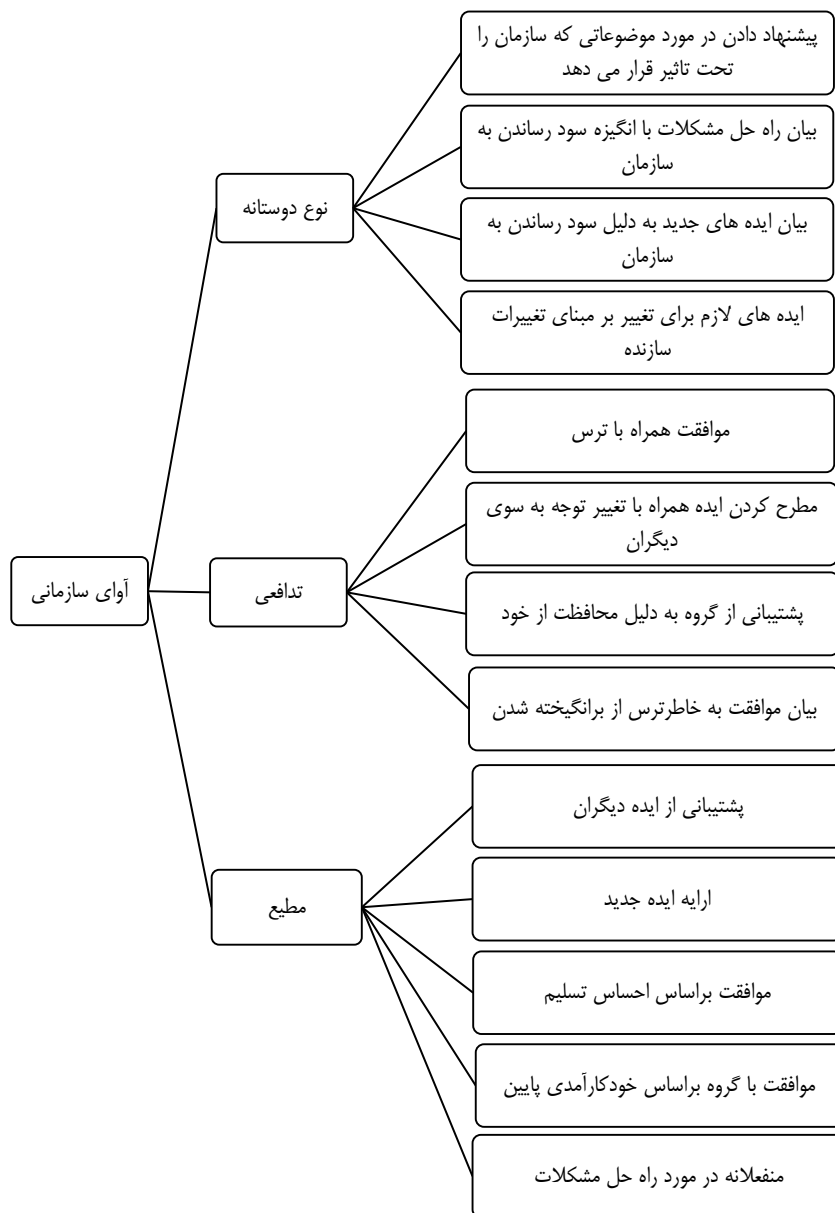 پیشنهاد دادن در مورد موضوعاتی که سازمان را
تحت تاثیر قرار می دهد
بیان راه حل مشکلات با انگیزه سود رساندن به
سازمان
نوع دوستانه
بیان ایده های جدید به دلیل سود رساندن به
سازمان
ایده های لازم برای تغییر بر مبنای تغییرات
سازنده
موافقت همراه با ترس
مطرح کردن ایده همراه با تغییر توجه به سوی
دیگران
آوای سازمانی
تدافعی
پشتیبانی از گروه به دلیل محافظت از خود
بیان موافقت به خاطرترس از برانگیخته شدن
پشتیبانی از ایده دیگران
مطیع
ارایه ایده جدید
موافقت براساس احساس تسلیم
موافقت با گروه براساس خودکارآمدی پایین
منفعلانه در مورد راه حل مشکلات